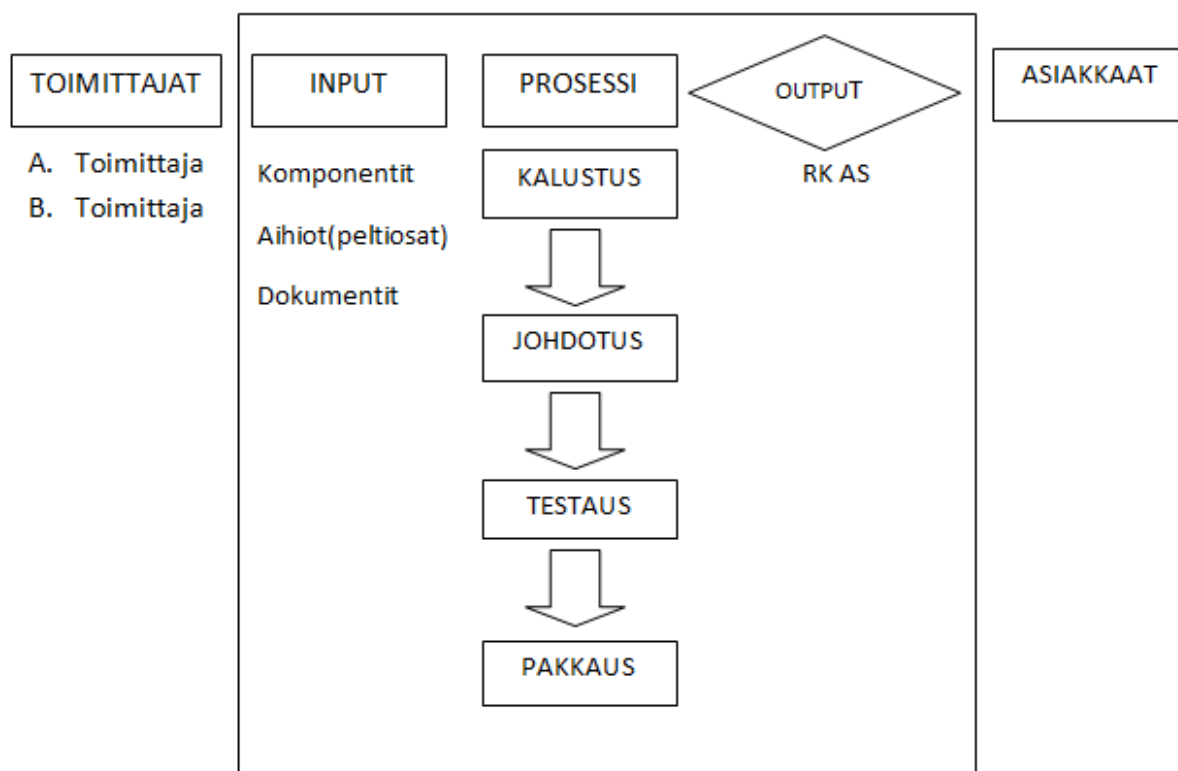 TOIMITTAJAT
A. Toimittaja
B. Toimittaja
INPUT
Komponentit
Aihiot(peltiosat)
Dokumentit
PROSESSI
KALUSTUS
JOHDOTUS
TESTAUS
PAKKAUS
OUTPUT
RK AS
ASIAKKAAT